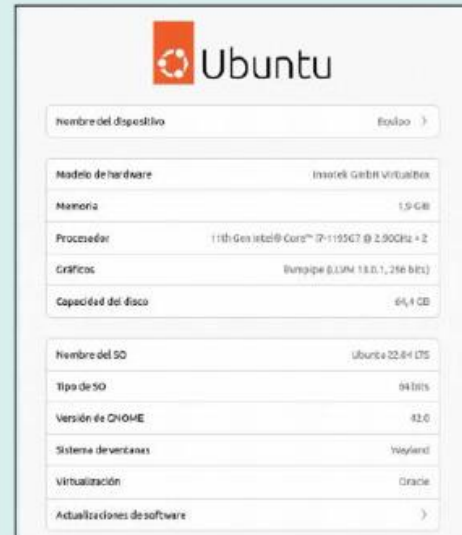 Ubuntu
Nombre del dispositivo Equipo
Modelo de hardware innotek GmbH VirtualBox
Memoria 1,9 GiB
Procesador 11th Gen Intel® Core™ i7-1195G7 @ 2.90GHz × 2
Gráficos llvmpipe (LLVM 13.0.1, 256 bits)
Capacidad del disco 64,4 GB
Nombre del SO Ubuntu 22.04 LTS
Tipo de SO 64 bits
Versión de GNOME 42.0
Sistema de ventanas Wayland
Virtualización Oracle
Actualizaciones de software